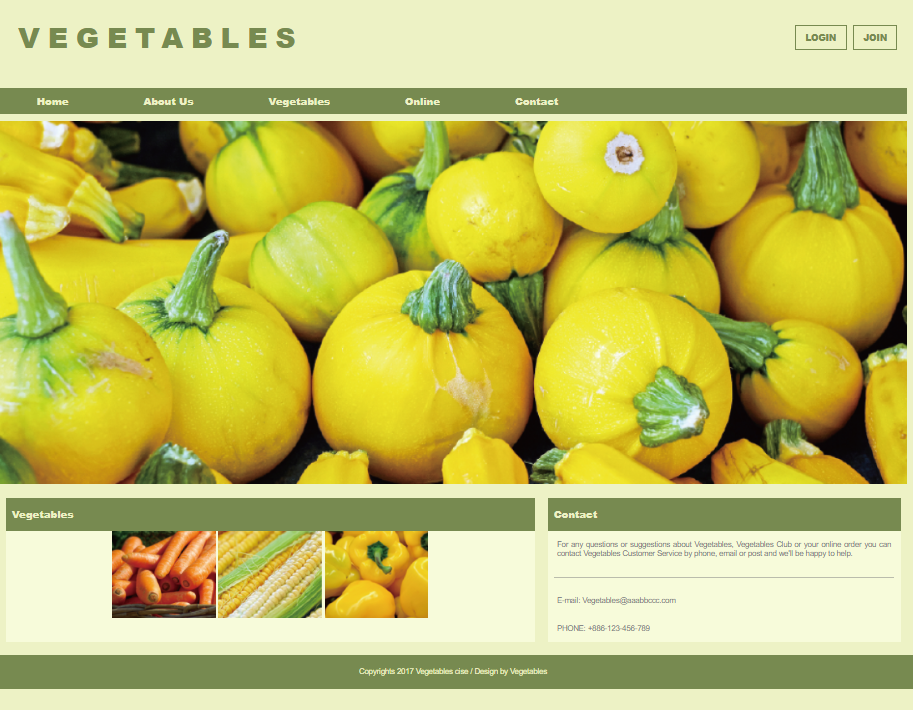 VEGETABLES
LOGIN JOIN
Home About Us Vegetables Online Contact
Vegetables
Contact
For any questions or suggestions about Vegetables, Vegetables Club or your online order you can
contact Vegetables Customer Service by phone, email or post and we'll be happy to help.
E-mail: Vegetables@aaabbccc.com
PHONE: +886-123-456-789
Copyrights 2017 Vegetables cise / Design by Vegetables